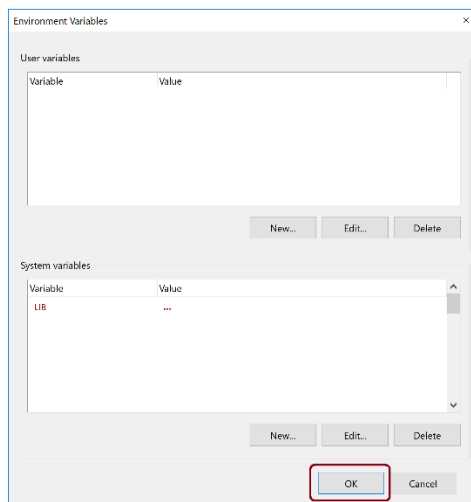 Environment Variables ×
User variables
Variable Value
New... Edit... Delete
System variables
Variable Value
LIB ...
New... Edit... Delete
OK Cancel